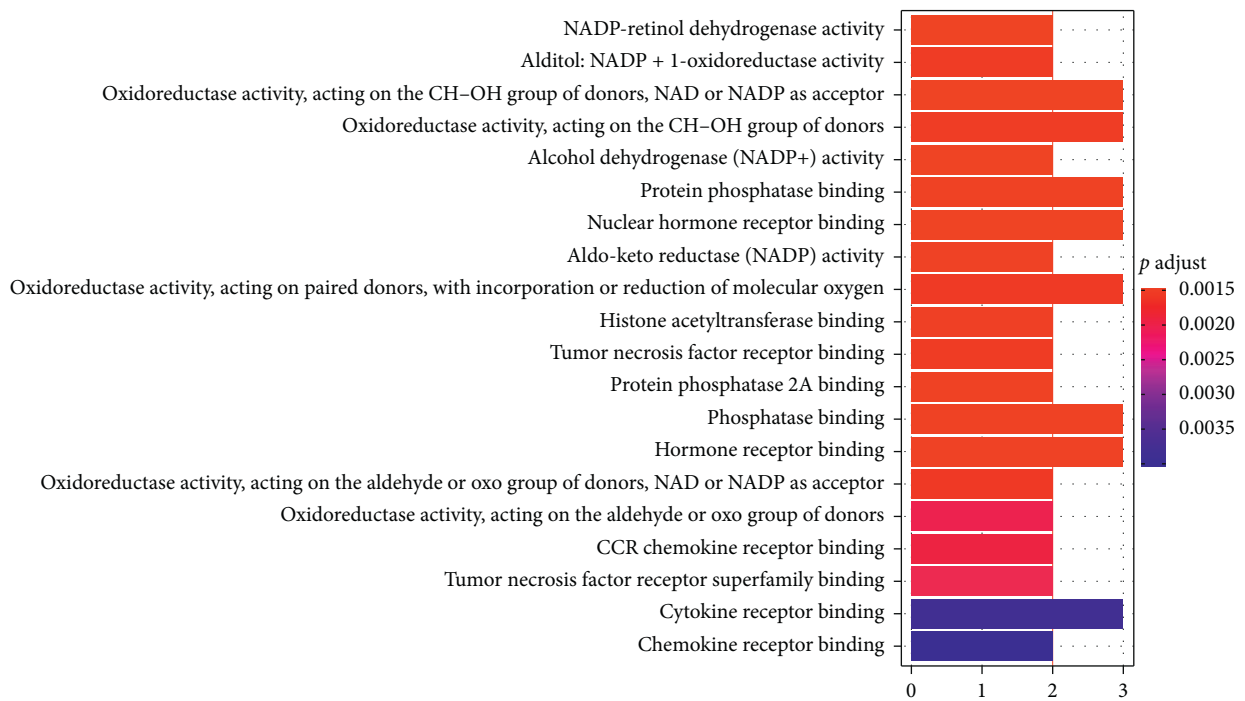 NADP-retinol dehydrogenase activity
Alditol: NADP + 1-oxidoreductase activity
Oxidoreductase activity, acting on the CH–OH group of donors, NAD or NADP as acceptor
Oxidoreductase activity, acting on the CH–OH group of donors
Alcohol dehydrogenase (NADP+) activity
Protein phosphatase binding
Nuclear hormone receptor binding
Aldo-keto reductase (NADP) activity
Oxidoreductase activity, acting on paired donors, with incorporation or reduction of molecular oxygen
Histone acetyltransferase binding
Tumor necrosis factor receptor binding
Protein phosphatase 2A binding
Phosphatase binding
Hormone receptor binding
Oxidoreductase activity, acting on the aldehyde or oxo group of donors, NAD or NADP as acceptor
Oxidoreductase activity, acting on the aldehyde or oxo group of donors
CCR chemokine receptor binding
Tumor necrosis factor receptor superfamily binding
Cytokine receptor binding
Chemokine receptor binding
0 1 2 3
p adjust
0.0015
0.0020
0.0025
0.0030
0.0035